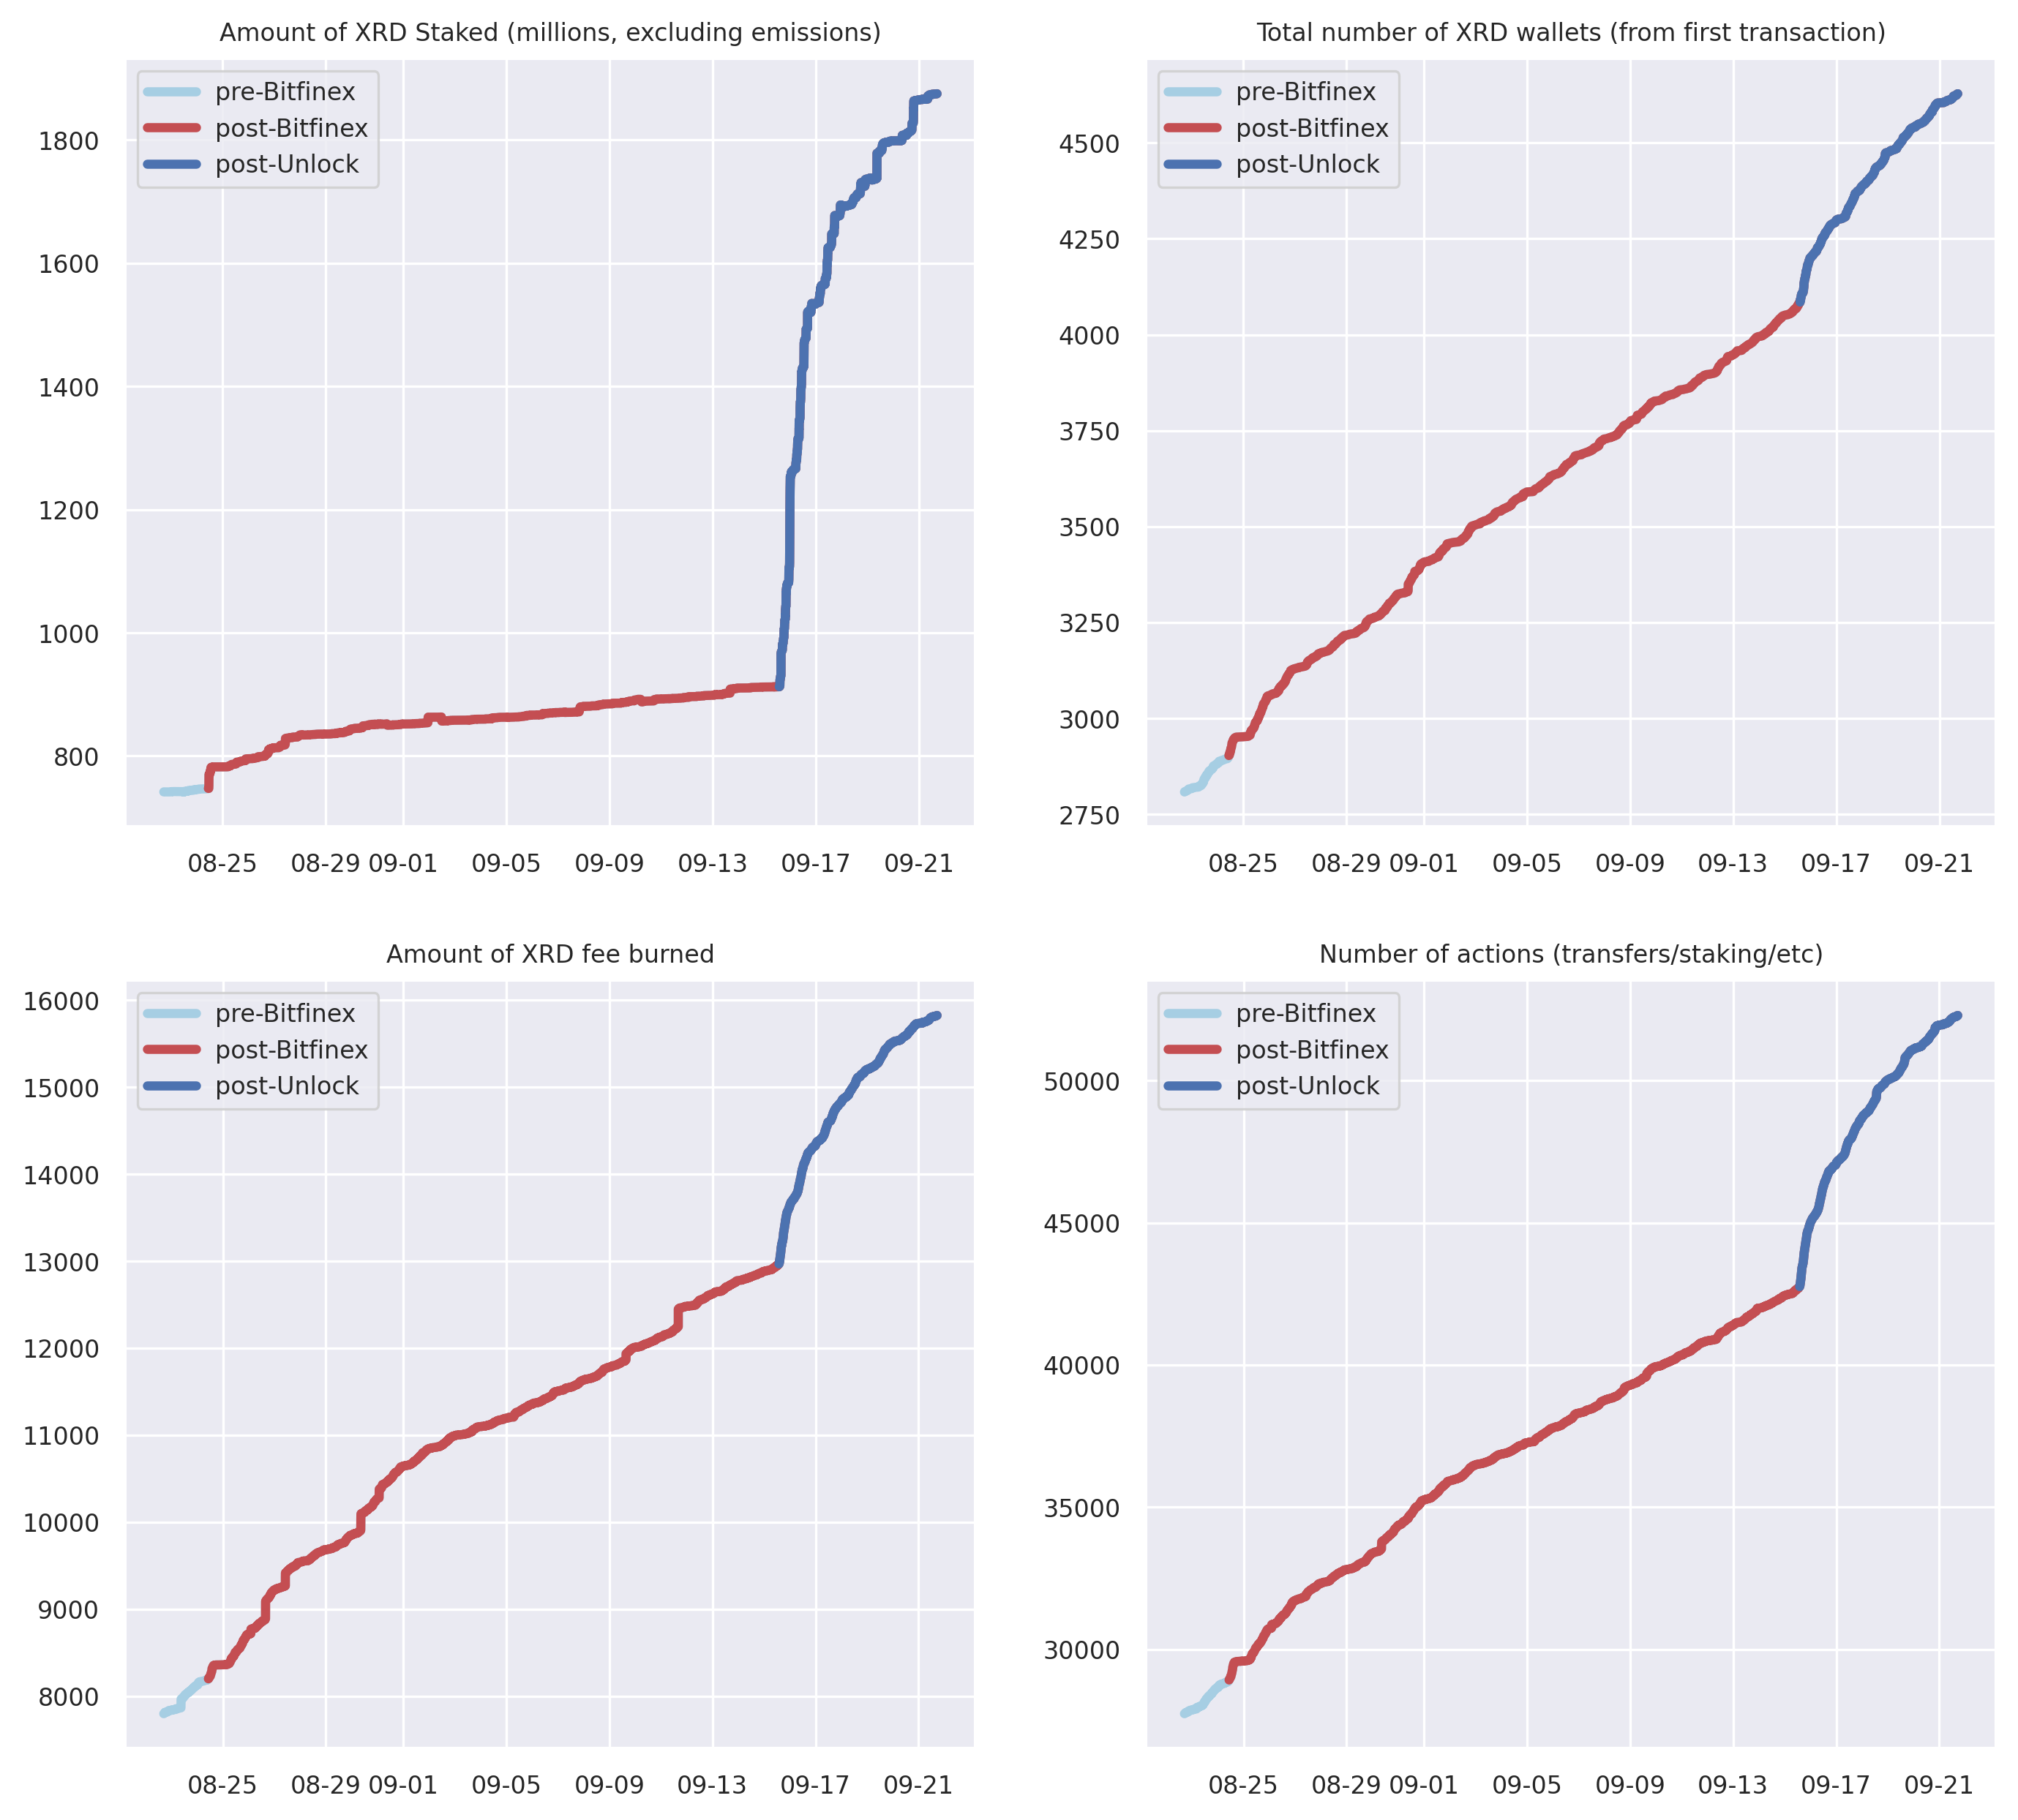 Amount of XRD Staked (millions, excluding emissions)
pre-Bitfinex
post-Bitfinex
post-Unlock
1800
1600
1400
1200
1000
800
08-25 08-29 09-01 09-05 09-09 09-13 09-17 09-21
Total number of XRD wallets (from first transaction)
pre-Bitfinex
post-Bitfinex
post-Unlock
4500
4250
4000
3750
3500
3250
3000
2750
08-25 08-29 09-01 09-05 09-09 09-13 09-17 09-21
Amount of XRD fee burned
pre-Bitfinex
post-Bitfinex
post-Unlock
16000
15000
14000
13000
12000
11000
10000
9000
8000
08-25 08-29 09-01 09-05 09-09 09-13 09-17 09-21
Number of actions (transfers/staking/etc)
pre-Bitfinex
post-Bitfinex
post-Unlock
50000
45000
40000
35000
30000
08-25 08-29 09-01 09-05 09-09 09-13 09-17 09-21